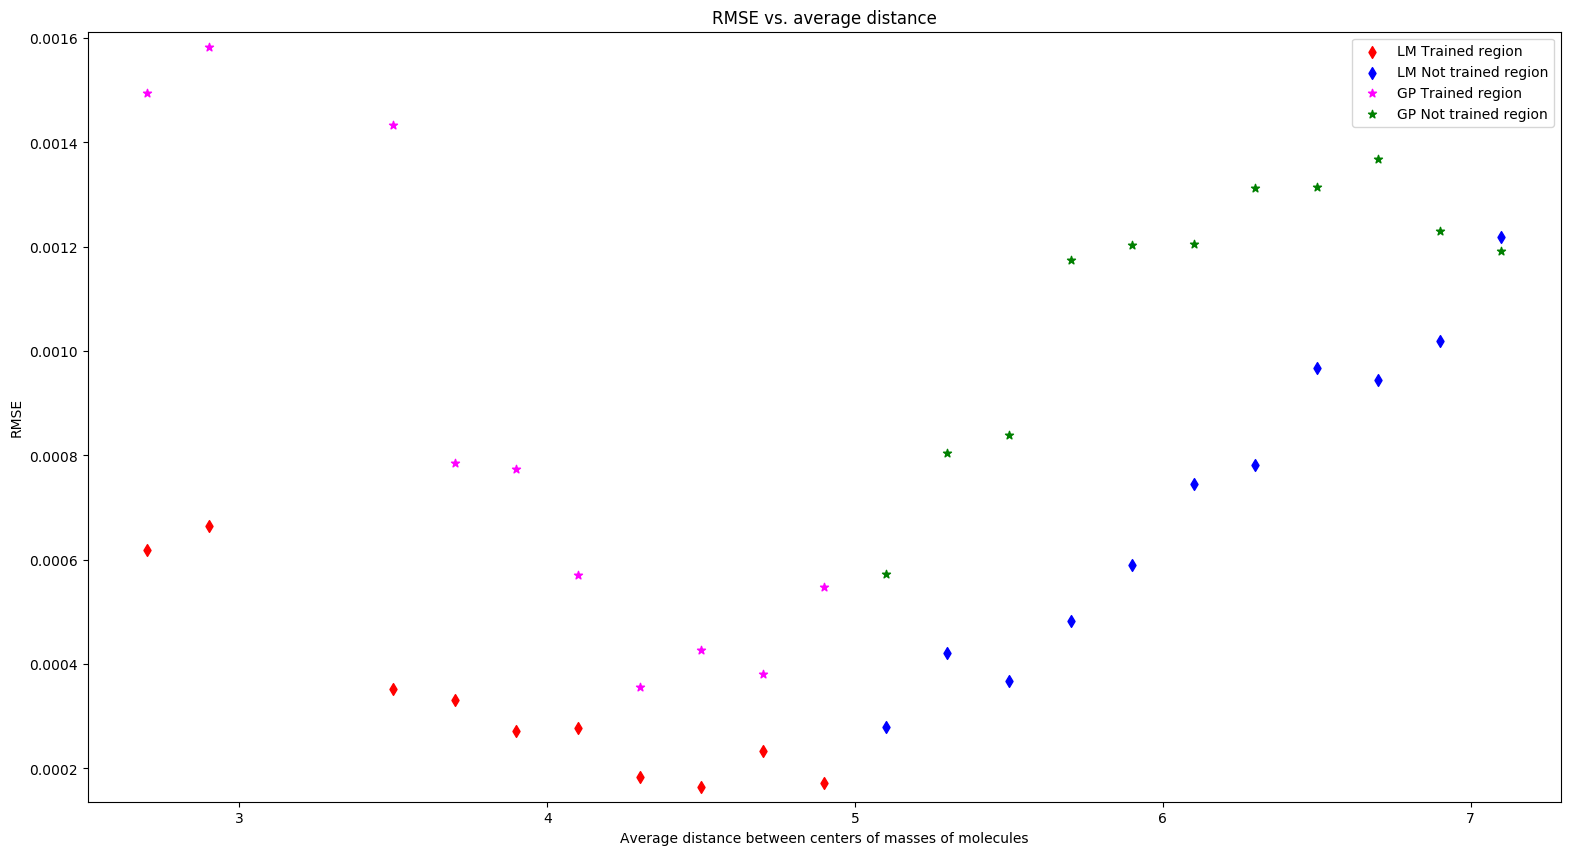 RMSE vs. average distance
LM Trained region
LM Not trained region
GP Trained region
GP Not trained region
0.0016
0.0014
0.0012
0.0010
0.0008
0.0006
0.0004
0.0002
RMSE
3 4 5 6 7
Average distance between centers of masses of molecules